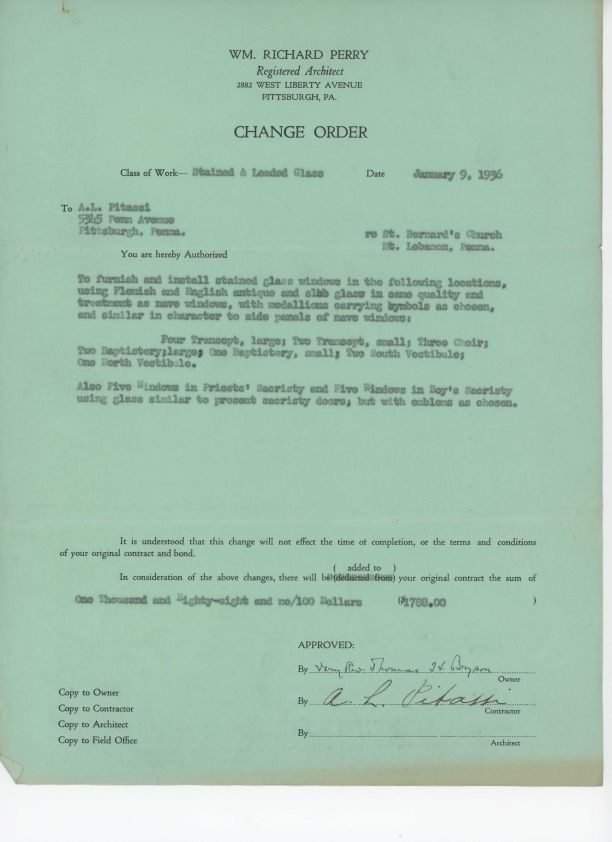 WM. RICHARD PERRY
Registered Architect
2882 WEST LIBERTY AVENUE
PITTSBURGH, PA.
CHANGE ORDER
Class of Work— Stained & Leaded Glass Date January 9, 1936
To A.L. Pitassi
5345 Penn Avenue
Pittsburgh, Penna.
re St. Bernard's Church
Mt. Lebanon, Penna.
You are hereby Authorized
To furnish and install stained glass windows in the following locations,
using Flemish and English antique and slab glass in same quality and
treatment as nave windows, with medallions carrying symbols as chosen,
and similar in character to side panels of nave windows:
Four Transept, large; Two Transept, small; Three Choir;
Two Baptistery;large; One Baptistery, small; Two South Vestibule;
One North Vestibule.
Also Five Windows in Priests' Sacristy and Five Windows in Boy's Sacristy
using glass similar to present sacristy doors; but with emblems as chosen.
It is understood that this change will not effect the time of completion, or the terms and conditions
of your original contract and bond.
( added to )
In consideration of the above changes, there will be (deducted from) your original contract the sum of
One Thousand and Eighty-eight and no/100 Dollars ($1788.00 )
APPROVED:
By Very Rev Thomas F. Bryson
Owner
Copy to Owner
By A. L. Pitassi
Contractor
Copy to Contractor
Copy to Architect
By
Copy to Field Office
Architect